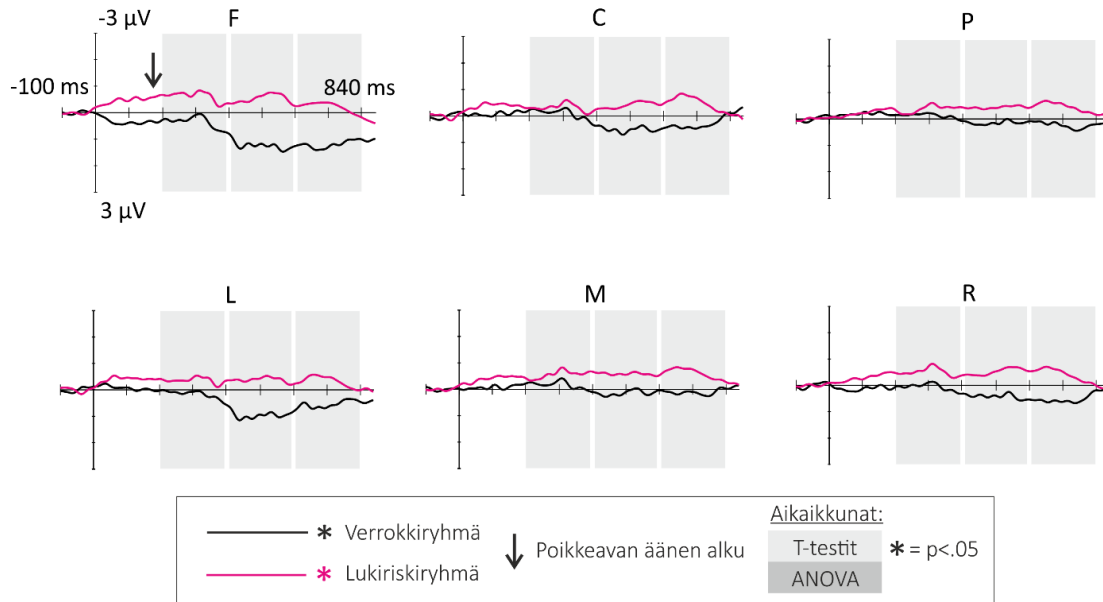 -3 µV
F
C
P
-100 ms
840 ms
3 µV
L
M
R
* Verrokkiryhmä
* Lukiriskiryhmä
Poikkeavan äänen alku
Aikaikkunat:
T-testit
ANOVA
* = p<.05